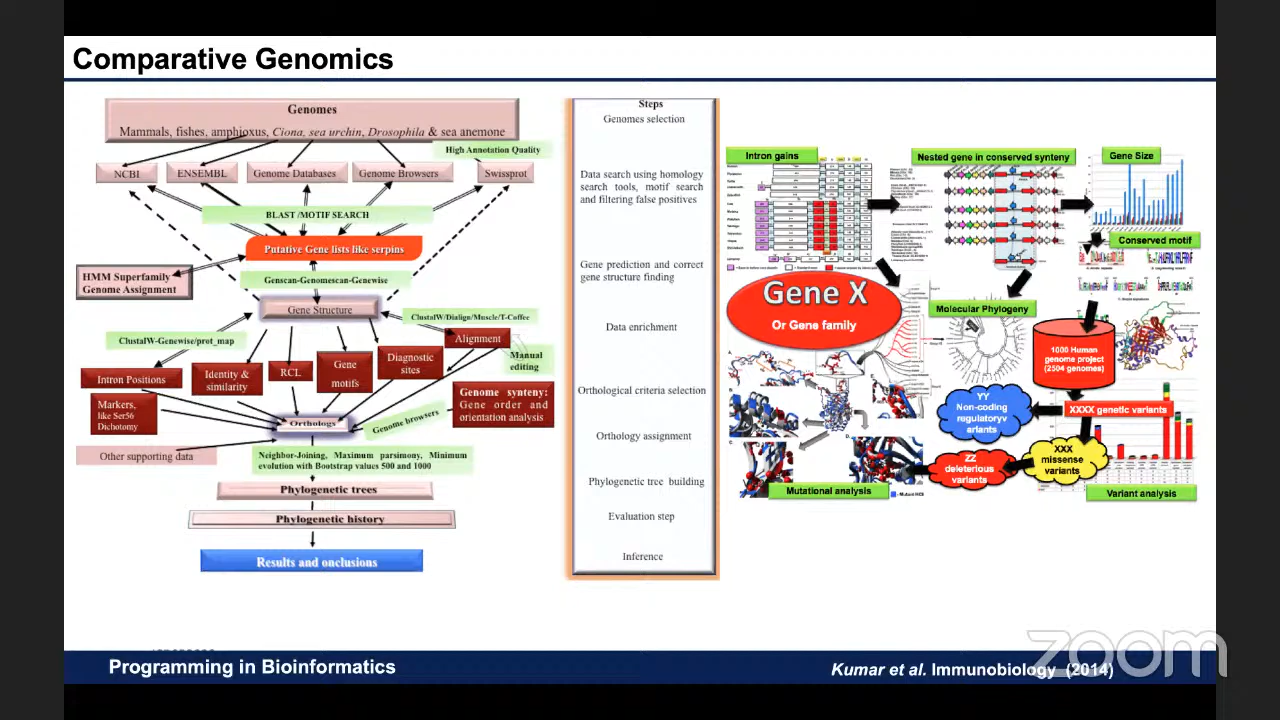 Comparative Genomics
Genomes
Mammals, fishes, amphioxus, Ciona, sea urchin, Drosophila & sea anemone
High Annotation Quality
NCBI
ENSEMBL
Genome Databases
Genome Browsers
Swissprot
BLAST /MOTIF SEARCH
Putative Gene lists like serpins
HMM Superfamily
Genome Assignment
Genscan-Genomescan-Genewise
Gene Structure
ClustalW/Dialign/Muscle/T-Coffee
ClustalW-Genewise/prot_map
Alignment
Manual
editing
Intron Positions
Identity &
similarity
RCL
Gene
motifs
Diagnostic
sites
Markers,
like Ser56
Dichotomy
Genome synteny:
Gene order and
orientation analysis
Orthology
Genome browsers
Other supporting data
Neighbor-Joining, Maximum parsimony, Minimum
evolution with Bootstrap values 500 and 1000
Phylogenetic trees
Phylogenetic history
Results and onclusions
Steps
Genomes selection
Data search using homology
search tools, motif search
and filtering false positives
Gene prediction and correct
gene structure finding
Data enrichment
Orthological criteria selection
Orthology assignment
Phylogenetic tree building
Evaluation step
Inference
Intron gains
Nested gene in conserved synteny
Gene Size
Conserved motif
Gene X
Or Gene family
Molecular Phylogeny
1000 Human
genome project
(2504 genomes)
YY
Non-coding
regulatoryv
ariants
XXXX genetic variants
XXX
missense
variants
ZZ
deleterious
variants
Mutational analysis
Variant analysis
Programming in Bioinformatics
Kumar et al. Immunobiology (2014)
zoom